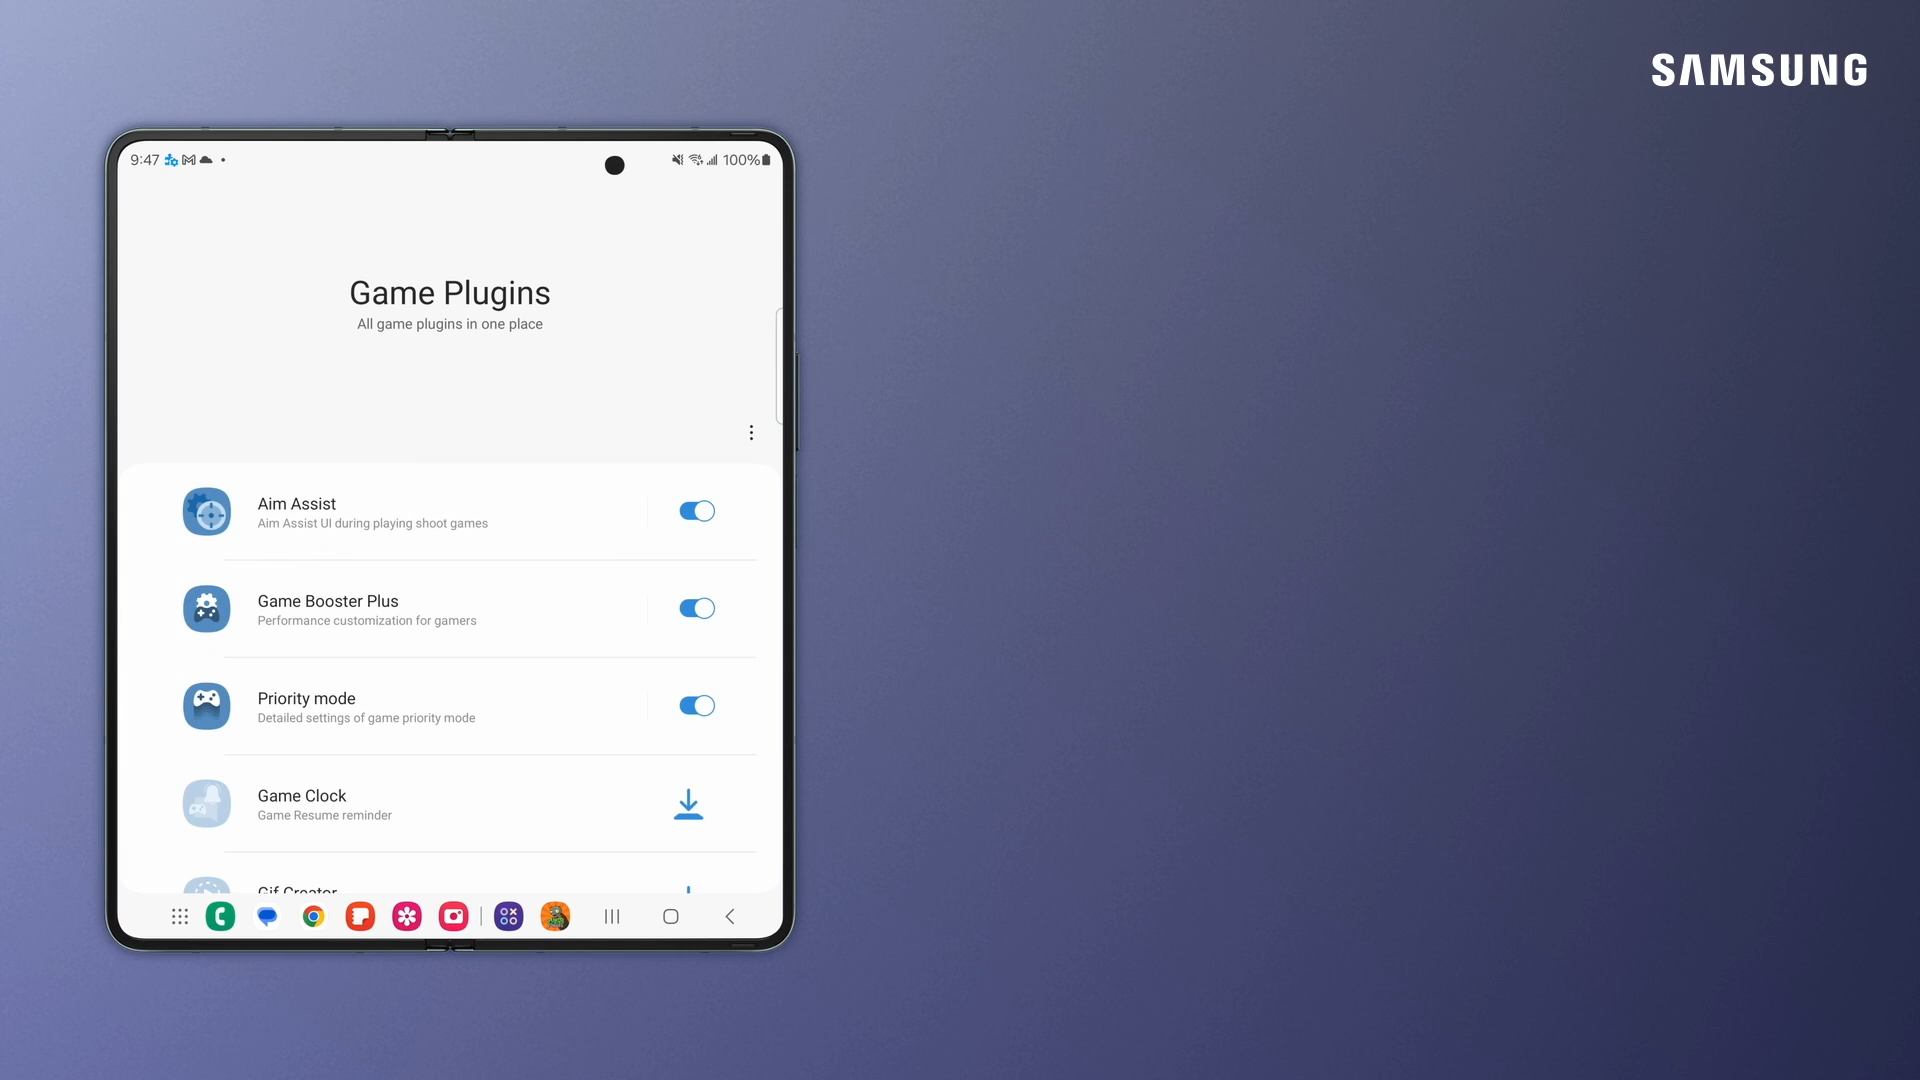 SAMSUNG
9:47
100%
Game Plugins
All game plugins in one place
Aim Assist
Aim Assist UI during playing shoot games
Game Booster Plus
Performance customization for gamers
Priority mode
Detailed settings of game priority mode
Game Clock
Game Resume reminder
Gif Creator